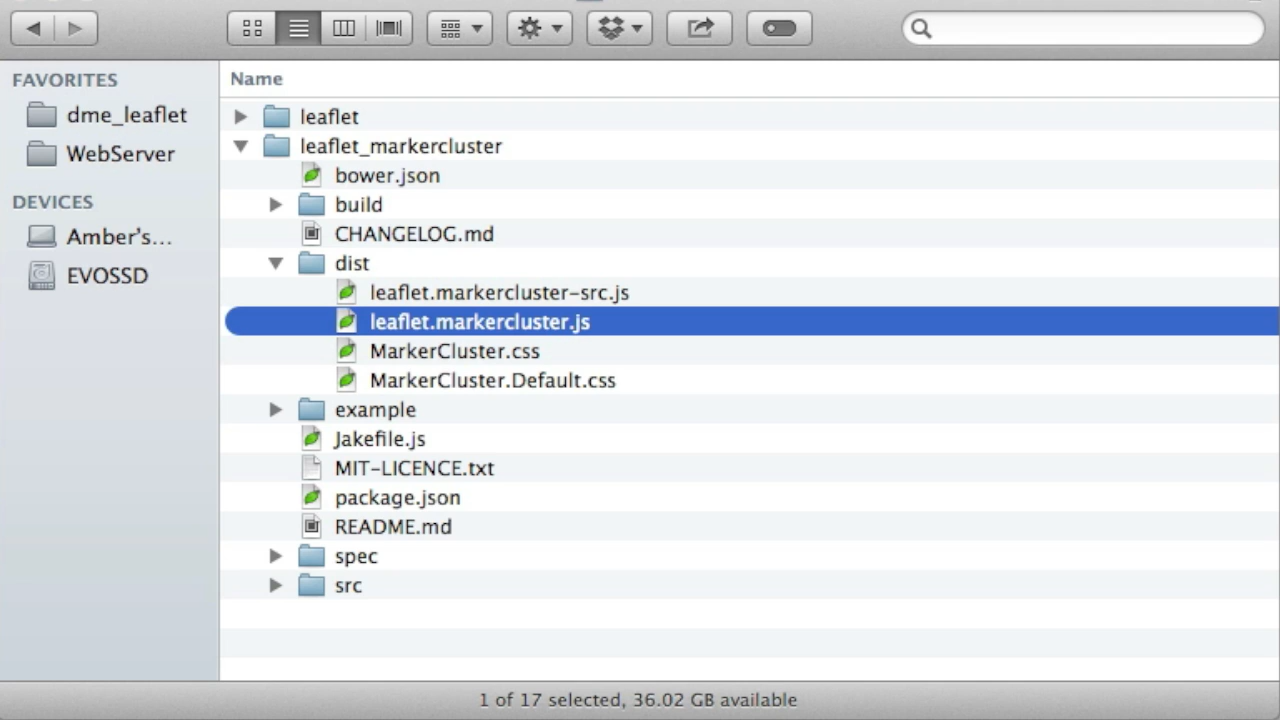 FAVORITES
dme_leaflet
WebServer
DEVICES
Amber's...
EVOSSD
Name
leaflet
leaflet_markercluster
bower.json
build
CHANGELOG.md
dist
leaflet.markercluster-src.js
leaflet.markercluster.js
MarkerCluster.css
MarkerCluster.Default.css
example
Jakefile.js
MIT-LICENCE.txt
package.json
README.md
spec
src
1 of 17 selected, 36.02 GB available